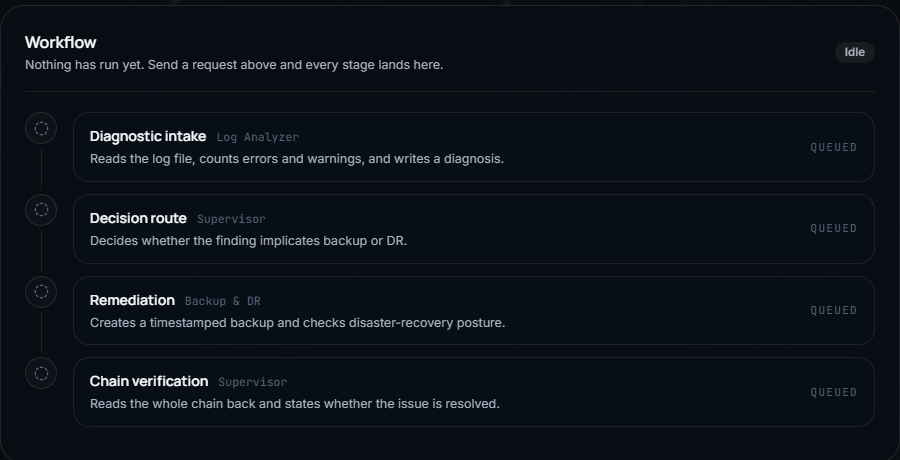 Workflow
Nothing has run yet. Send a request above and every stage lands here.
Idle
Diagnostic intake Log Analyzer
Reads the log file, counts errors and warnings, and writes a diagnosis.
QUEUED
Decision route Supervisor
Decides whether the finding implicates backup or DR.
QUEUED
Remediation Backup & DR
Creates a timestamped backup and checks disaster-recovery posture.
QUEUED
Chain verification Supervisor
Reads the whole chain back and states whether the issue is resolved.
QUEUED